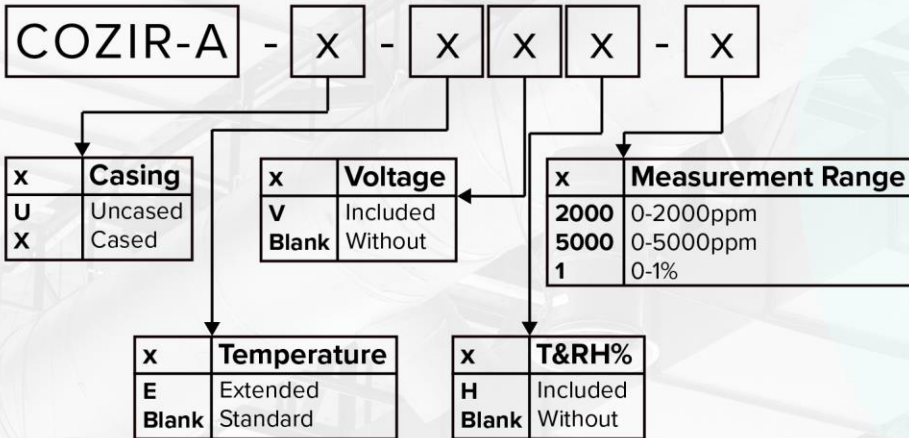 COZIR-A - x - x x x - x
x Casing
U Uncased
X Cased
x Voltage
V Included
Blank Without
x Measurement Range
2000 0-2000ppm
5000 0-5000ppm
1 0-1%
x Temperature
E Extended
Blank Standard
x T&RH%
H Included
Blank Without